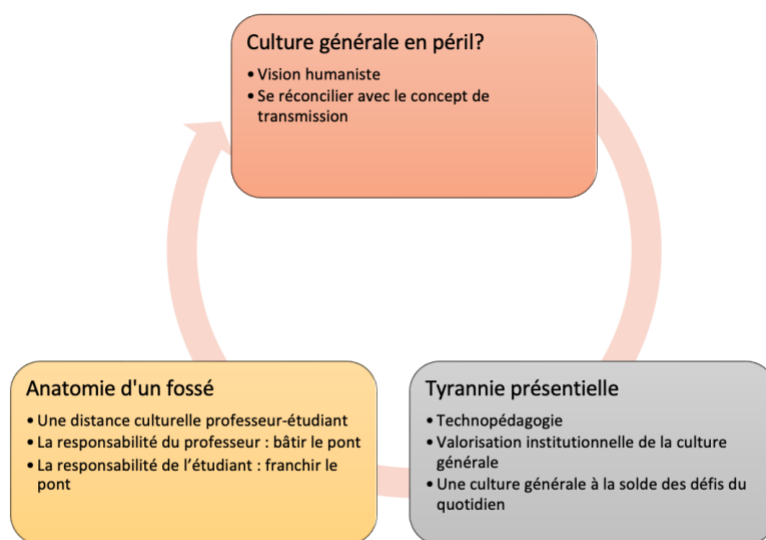 Culture générale en péril?
• Vision humaniste
• Se réconcilier avec le concept de
transmission
Anatomie d'un fossé
• Une distance culturelle professeur-étudiant
• La responsabilité du professeur : bâtir le pont
• La responsabilité de l’étudiant : franchir le
pont
Tyrannie présentielle
• Technopédagogie
• Valorisation institutionnelle de la culture
générale
• Une culture générale à la solde des défis du
quotidien